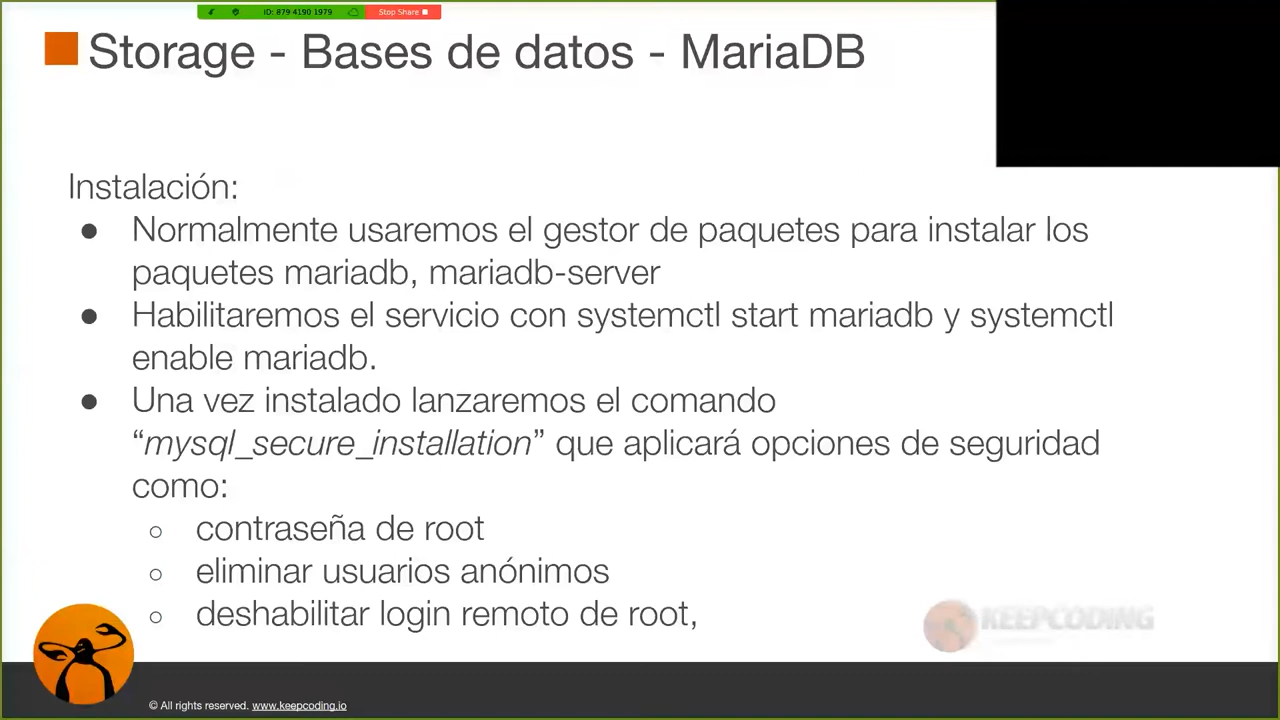 ID: 879 4190 1979 Stop Share
Storage - Bases de datos - MariaDB
Instalación:
● Normalmente usaremos el gestor de paquetes para instalar los
paquetes mariadb, mariadb-server
● Habilitaremos el servicio con systemctl start mariadb y systemctl
enable mariadb.
● Una vez instalado lanzaremos el comando
“mysql_secure_installation” que aplicará opciones de seguridad
como:
○ contraseña de root
○ eliminar usuarios anónimos
○ deshabilitar login remoto de root,
KEEPCODING
© All rights reserved. www.keepcoding.io